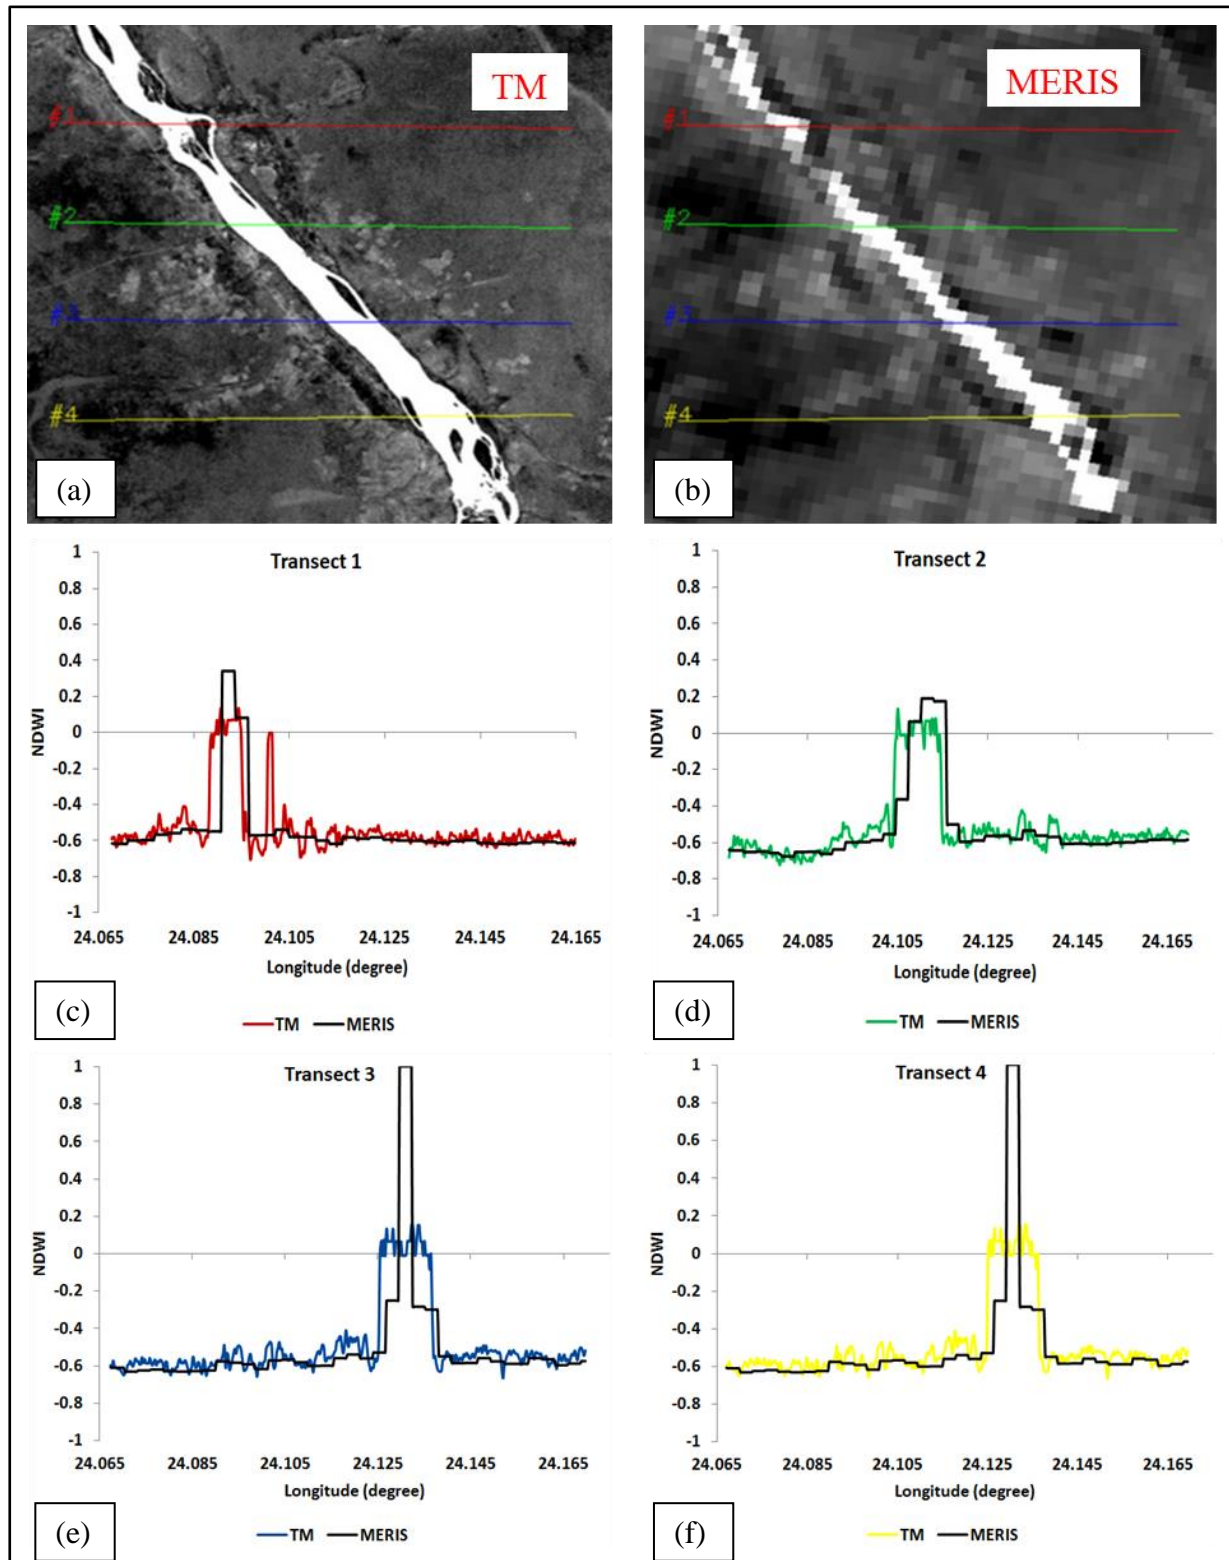 TM
MERIS
#1
#1
#2
#2
#3
#3
#4
#4
(a)
(b)
Transect 1
1
0.8
0.6
0.4
0.2
0
-0.2
-0.4
-0.6
-0.8
-1
NDWI
24.065 24.085 24.105 24.125 24.145 24.165
Longitude (degree)
(c)
TM MERIS
Transect 2
1
0.8
0.6
0.4
0.2
0
-0.2
-0.4
-0.6
-0.8
-1
NDWI
24.065 24.085 24.105 24.125 24.145 24.165
Longitude (degree)
(d)
TM MERIS
Transect 3
1
0.8
0.6
0.4
0.2
0
-0.2
-0.4
-0.6
-0.8
-1
NDWI
24.065 24.085 24.105 24.125 24.145 24.165
Longitude (degree)
(e)
TM MERIS
Transect 4
1
0.8
0.6
0.4
0.2
0
-0.2
-0.4
-0.6
-0.8
-1
NDWI
24.065 24.085 24.105 24.125 24.145 24.165
Longitude (degree)
(f)
TM MERIS